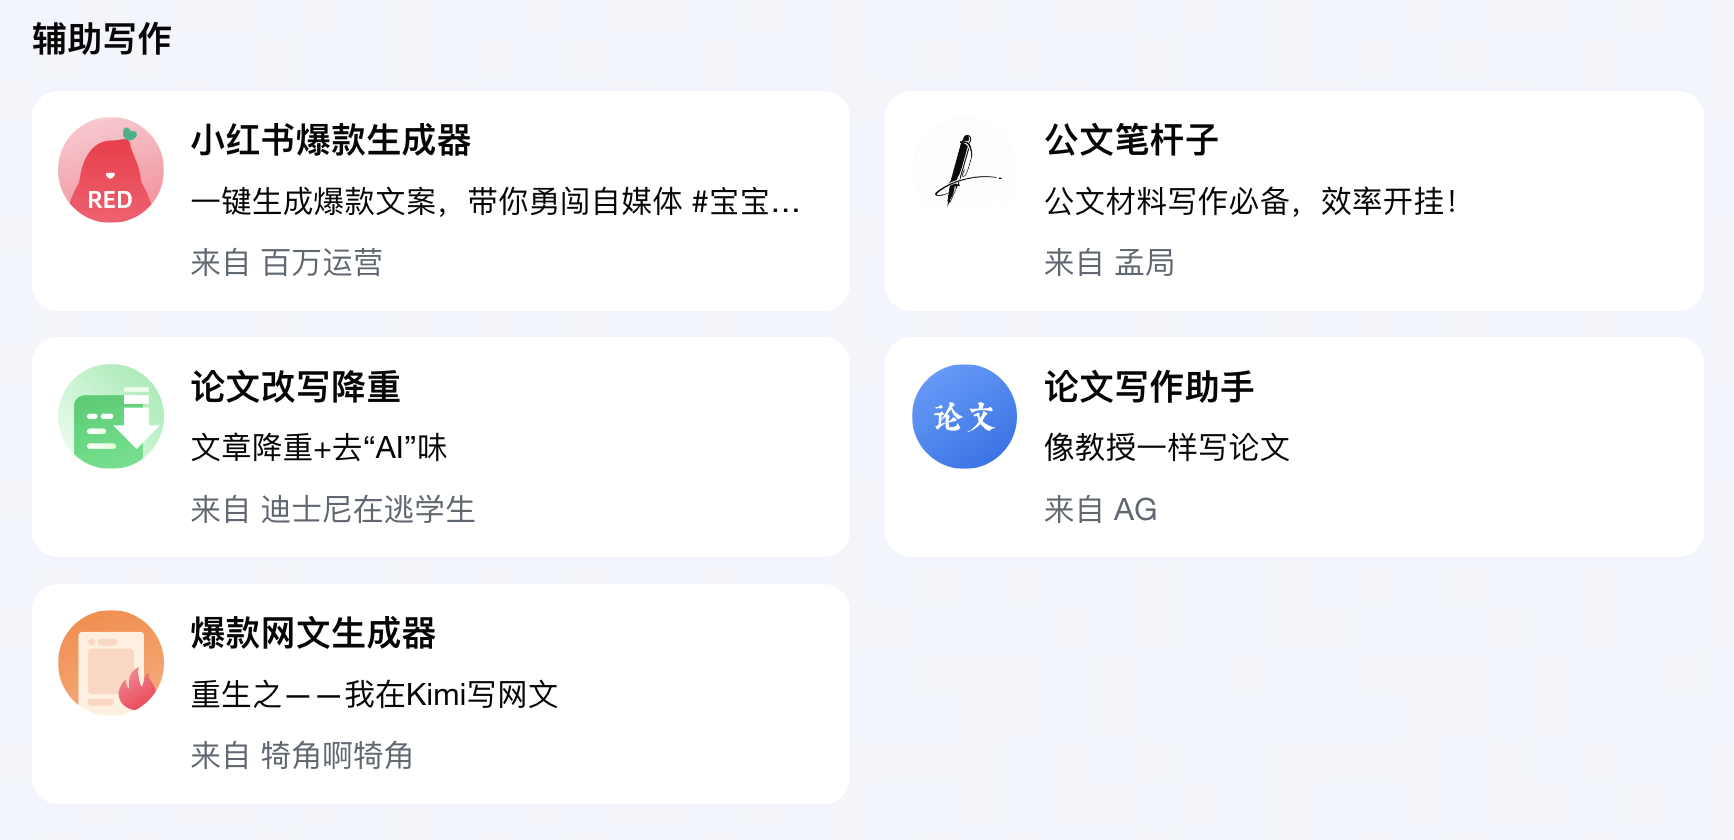 辅助写作
小红书爆款生成器
一键生成爆款文案，带你勇闯自媒体 #宝宝...
来自 百万运营
RED
公文笔杆子
公文材料写作必备，效率开挂！
来自 孟局
论文改写降重
文章降重+去“AI”味
来自 迪士尼在逃学生
论文
论文写作助手
像教授一样写论文
来自 AG
爆款网文生成器
重生之——我在Kimi写网文
来自 犄角啊犄角